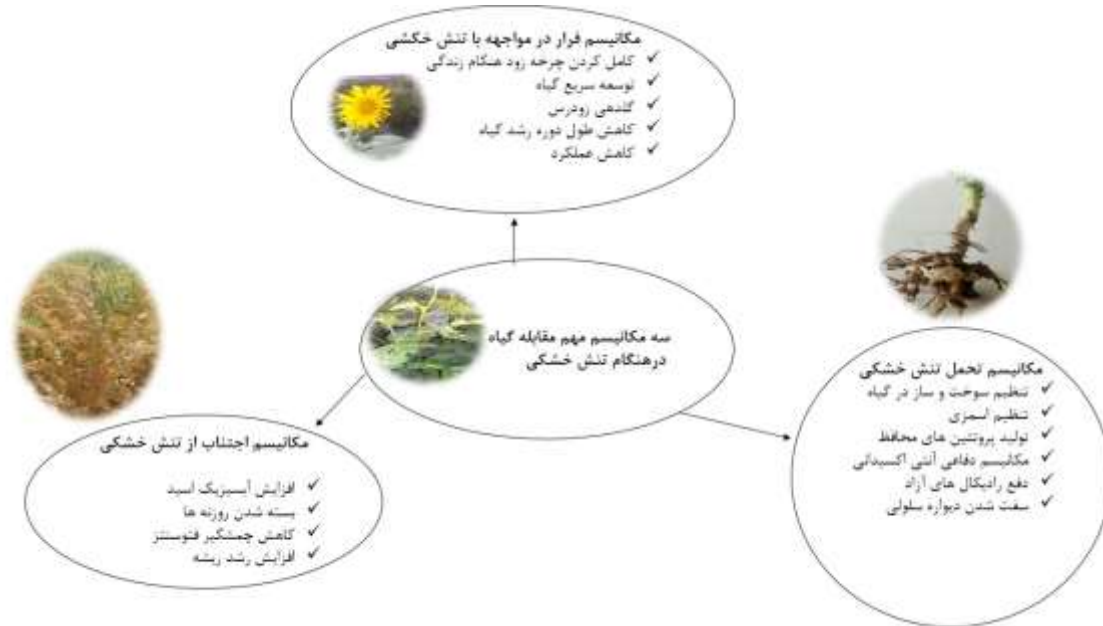 مکانیسم فرار در مواجهه با تنش خکشی
✓ کامل کردن چرخه زود هنگام زندگی
✓ توسعه سریع گیاه
✓ گلدهی زودرس
✓ کاهش طول دوره رشد گیاه
✓ کاهش عملکرد
سه مکانیسم مهم مقابله گیاه
درهنگام تنش خشکی
مکانیسم تحمل تنش خشکی
✓ تنظیم سوخت و ساز در گیاه
✓ تنظیم اسمزی
✓ تولید پروتئین های محافظ
✓ مکانیسم دفاعی آنتی اکسیدانی
✓ دفع رادیکال های آزاد
✓ سفت شدن دیواره سلولی
مکانیسم اجتناب از تنش خشکی
✓ افزایش آبسیزیک اسید
✓ بسته شدن روزنه ها
✓ کاهش چمشگیر فتوسنتز
✓ افزایش رشد ریشه